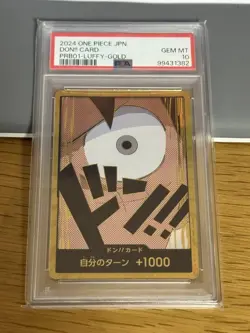 2024 ONE PIECE JPN.
DON!! CARD
PRB01-LUFFY-GOLD
GEM MT
10
PSA
99431382
ドン!!
ドン!!カード
自分のターン +1000